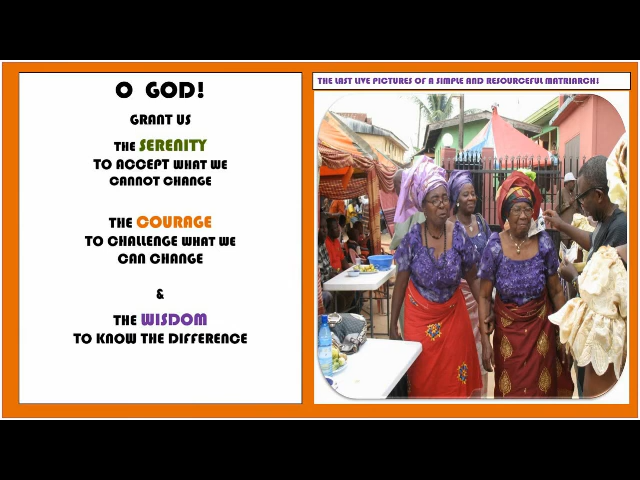 O GOD!
GRANT US
THE SERENITY
TO ACCEPT WHAT WE
CANNOT CHANGE
THE COURAGE
TO CHALLENGE WHAT WE
CAN CHANGE
&
THE WISDOM
TO KNOW THE DIFFERENCE
THE LAST LIVE PICTURES OF A SIMPLE AND RESOURCEFUL MATRIARCH!